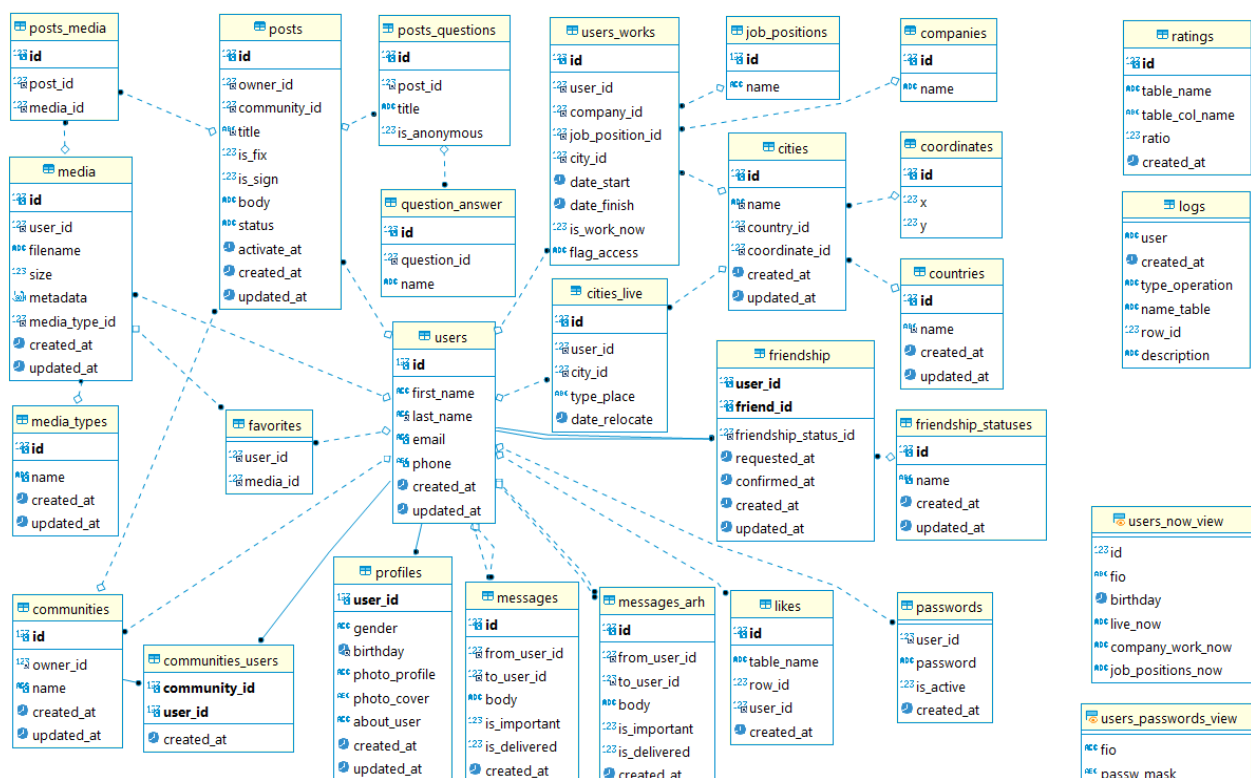 posts_media
id
post_id
media_id
posts
id
owner_id
community_id
title
is_fix
is_sign
body
status
activate_at
created_at
updated_at
posts_questions
id
post_id
title
is_anonymous
users_works
id
user_id
company_id
job_position_id
city_id
date_start
date_finish
is_work_now
flag_access
job_positions
id
name
companies
id
name
ratings
id
table_name
table_col_name
ratio
created_at
media
id
user_id
filename
size
metadata
media_type_id
created_at
updated_at
question_answer
id
question_id
name
cities
id
name
country_id
coordinate_id
created_at
updated_at
coordinates
id
x
y
logs
user
created_at
type_operation
name_table
row_id
description
countries
id
name
created_at
updated_at
cities_live
id
user_id
city_id
type_place
date_relocate
users
id
first_name
last_name
email
phone
created_at
updated_at
friendship
user_id
friend_id
friendship_status_id
requested_at
confirmed_at
created_at
updated_at
media_types
id
name
created_at
updated_at
favorites
user_id
media_id
friendship_statuses
id
name
created_at
updated_at
users_now_view
id
fio
birthday
live_now
company_work_now
job_positions_now
communities
id
owner_id
name
created_at
updated_at
communities_users
community_id
user_id
created_at
profiles
user_id
gender
birthday
photo_profile
photo_cover
about_user
created_at
updated_at
messages
id
from_user_id
to_user_id
body
is_important
is_delivered
created_at
messages_arh
id
from_user_id
to_user_id
body
is_important
is_delivered
created_at
likes
id
table_name
row_id
user_id
created_at
passwords
user_id
password
is_active
created_at
users_passwords_view
fio
passw_mask